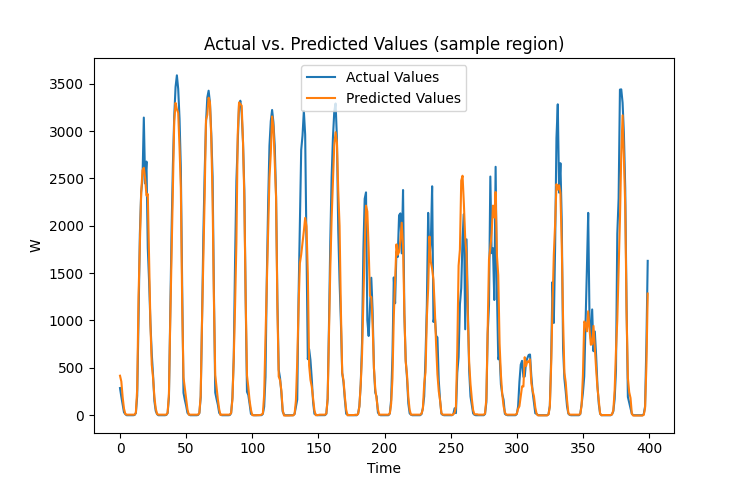 Actual vs. Predicted Values (sample region)
Actual Values
Predicted Values
3500
3000
2500
2000
1500
1000
500
0
W
0 50 100 150 200 250 300 350 400
Time